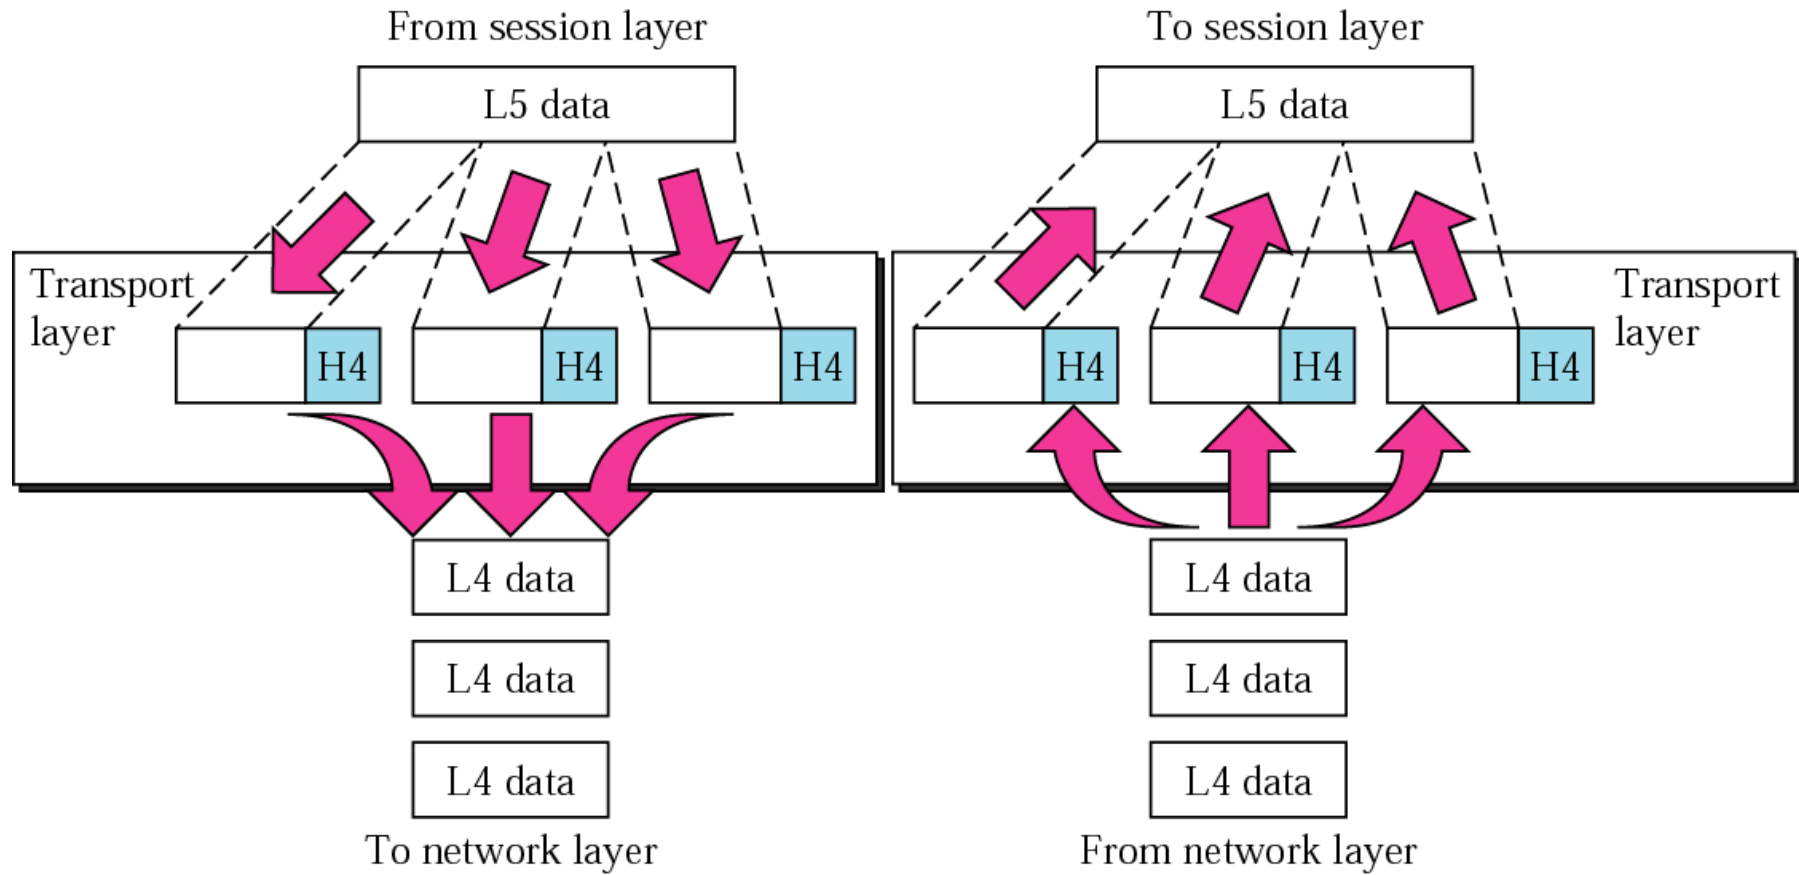 From session layer
L5 data
Transport
layer
H4
H4
H4
L4 data
L4 data
L4 data
To network layer
To session layer
L5 data
Transport
layer
H4
H4
H4
L4 data
L4 data
L4 data
From network layer